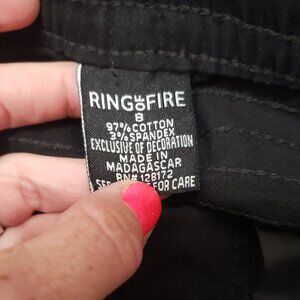 RING OF FIRE
8
97% COTTON
3% SPANDEX
EXCLUSIVE OF DECORATION
MADE IN
MADAGASCAR
RN# 128172
FOR CARE